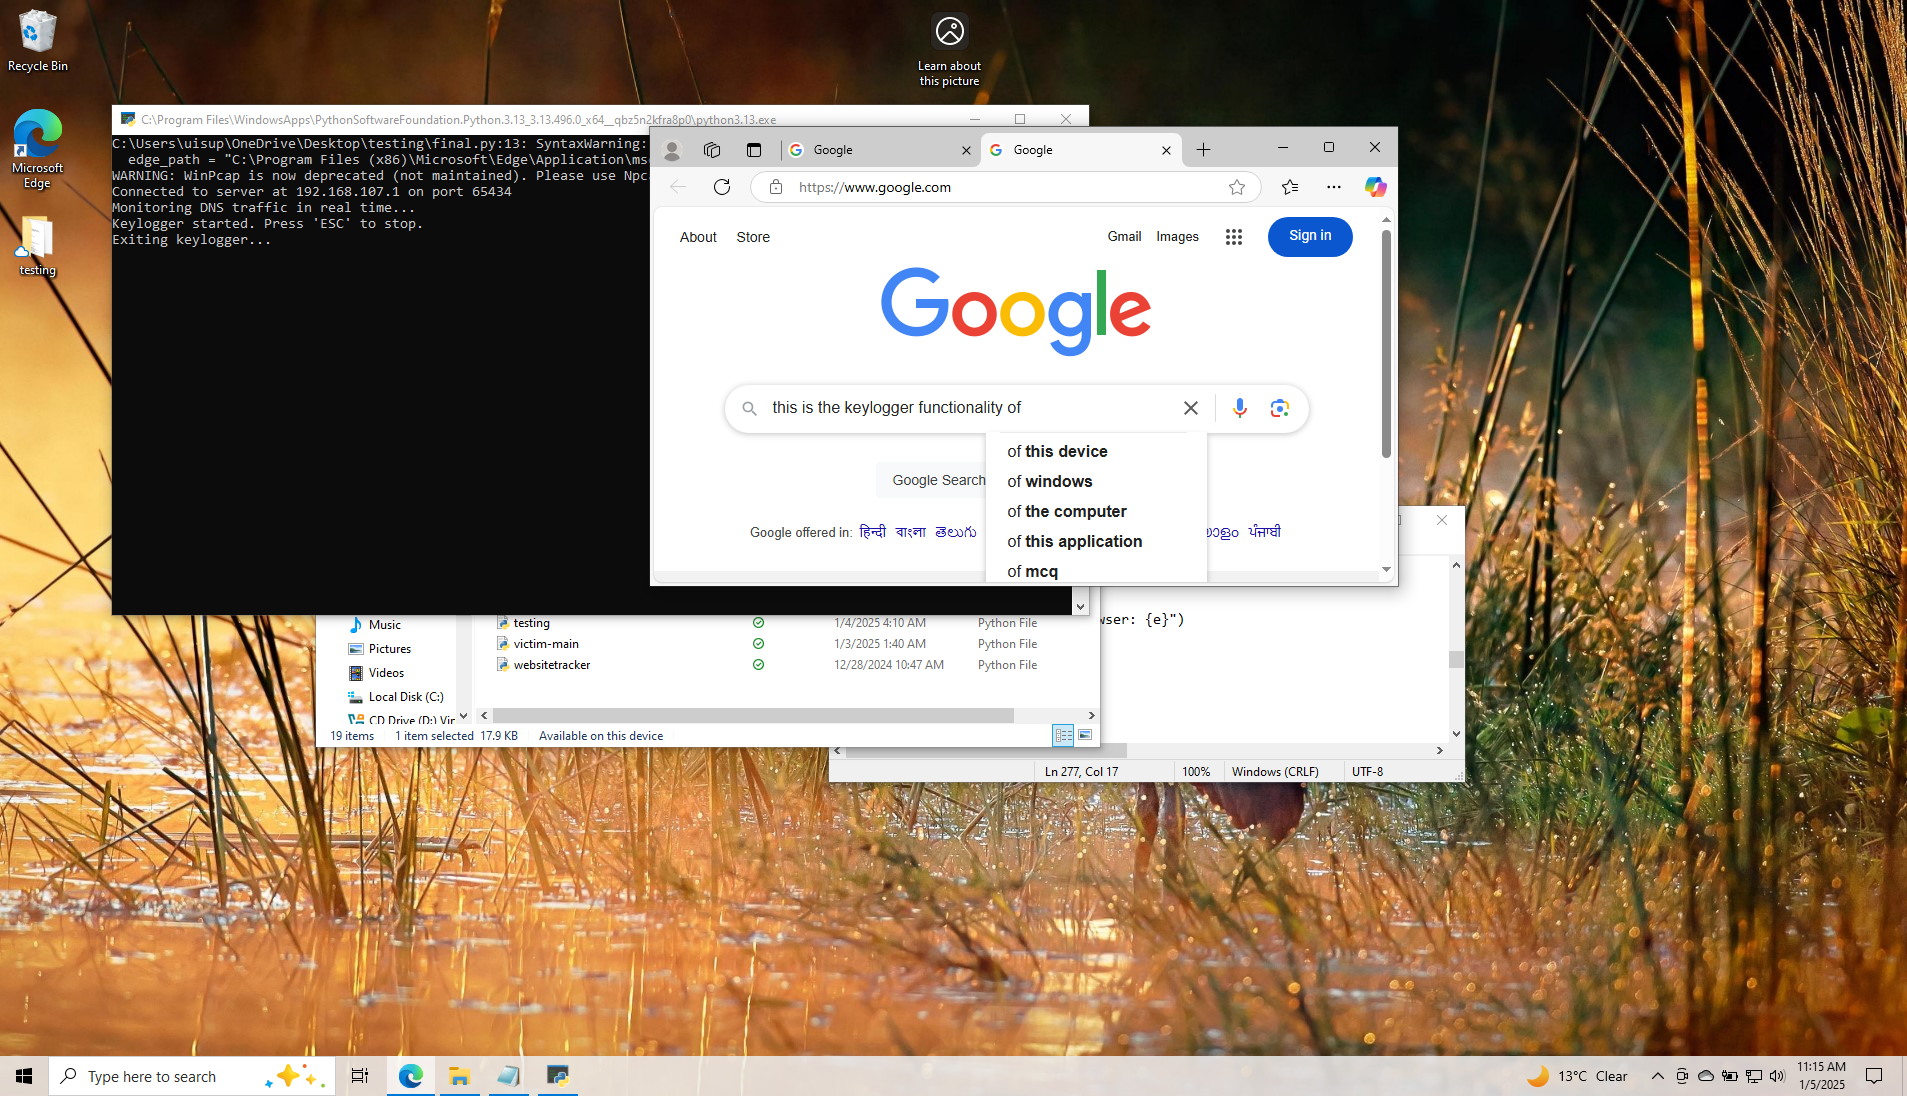 Recycle Bin
Learn about
this picture
Microsoft
Edge
testing
C:\Program Files\WindowsApps\PythonSoftwareFoundation.Python.3.13_3.13.496.0_x64__qbz5n2kfra8p0\python3.13.exe
C:\Users\uisup\OneDrive\Desktop\testing\final.py:13: SyntaxWarning:
edge_path = "C:\Program Files (x86)\Microsoft\Edge\Application\ms
WARNING: WinPcap is now deprecated (not maintained). Please use Npc
Connected to server at 192.168.107.1 on port 65434
Monitoring DNS traffic in real time...
Keylogger started. Press 'ESC' to stop.
Exiting keylogger...
Google
Google
https://www.google.com
About Store
Gmail Images
Sign in
Google
this is the keylogger functionality of
of this device
of windows
of the computer
of this application
of mcq
Google Search
Google offered in: हिन्दी বাংলা తెలుగు
ਪੰਜਾਬੀ
ser: {e}")
Music
Pictures
Videos
Local Disk (C:)
CD Drive (D:) Vir
testing 1/4/2025 4:10 AM Python File
victim-main 1/3/2025 1:40 AM Python File
websitetracker 12/28/2024 10:47 AM Python File
19 items 1 item selected 17.9 KB Available on this device
Ln 277, Col 17 100% Windows (CRLF) UTF-8
Type here to search
13°C Clear
11:15 AM
1/5/2025